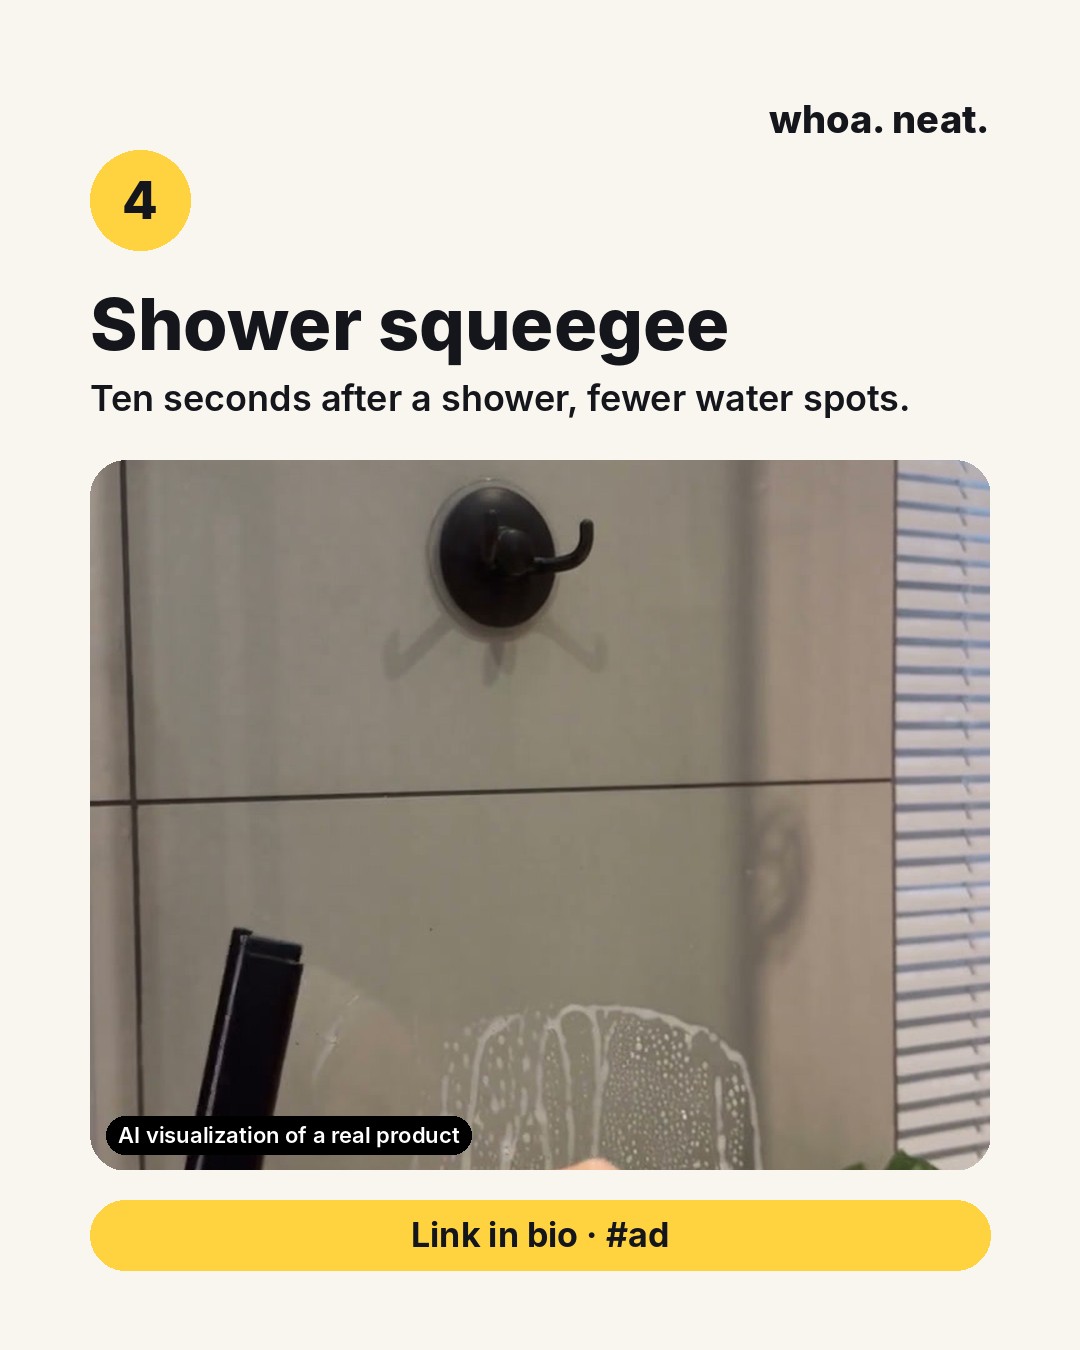 whoa. neat.
4
Shower squeegee
Ten seconds after a shower, fewer water spots.
AI visualization of a real product
Link in bio · #ad